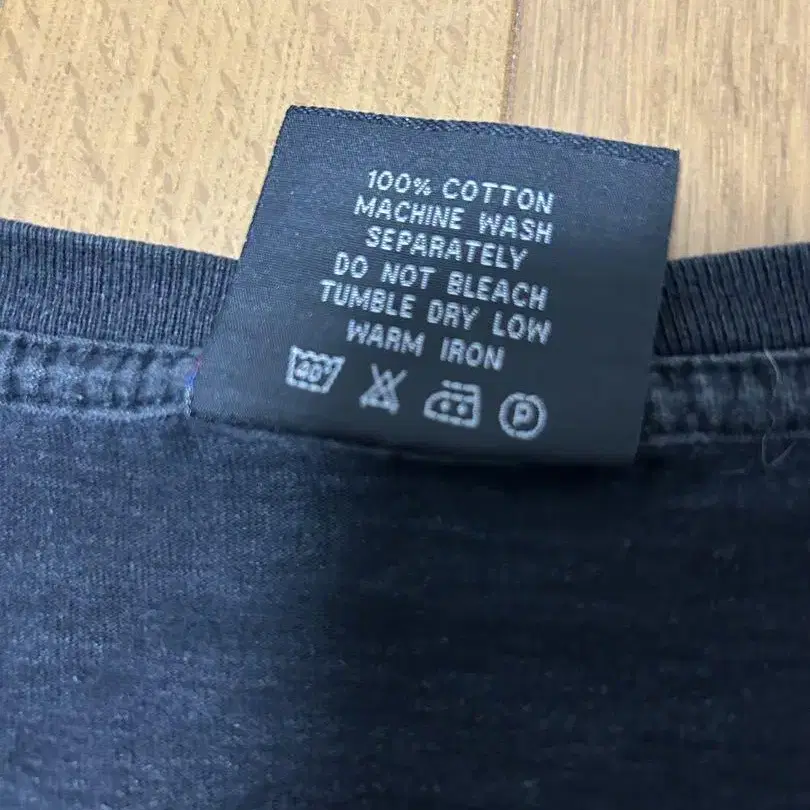 100% COTTON
MACHINE WASH
SEPARATELY
DO NOT BLEACH
TUMBLE DRY LOW
WARM IRON
40° P